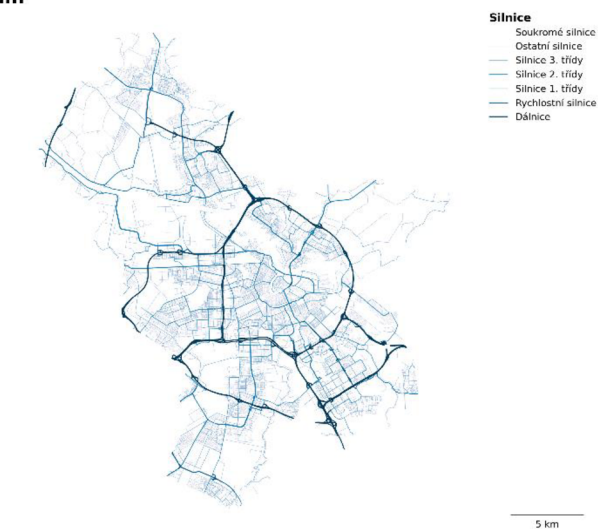 Silnice
Soukromé silnice
Ostatní silnice
Silnice 3. třídy
Silnice 2. třídy
Silnice 1. třídy
Rychlostní silnice
Dálnice
5 km